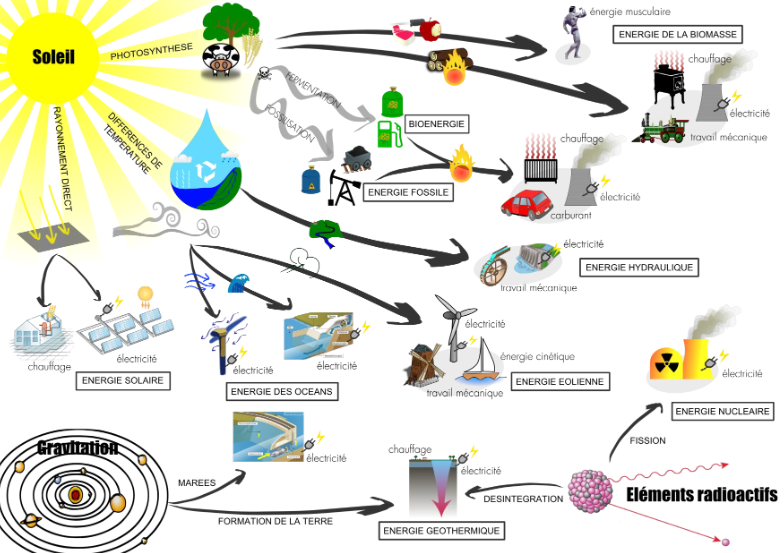 Soleil
PHOTOSYNTHESE
RAYONNEMENT DIRECT
DIFFERENCES DE
TEMPERATURE
énergie musculaire
ENERGIE DE LA BIOMASSE
chauffage
électricité
travail mécanique
FERMENTATION
FOSSILISATION
BIOENERGIE
ENERGIE FOSSILE
chauffage
électricité
carburant
électricité
ENERGIE HYDRAULIQUE
travail mécanique
chauffage
électricité
ENERGIE SOLAIRE
électricité
électricité
ENERGIE DES OCEANS
électricité
énergie cinétique
travail mécanique
ENERGIE EOLIENNE
électricité
ENERGIE NUCLEAIRE
Gravitation
MAREES
électricité
FORMATION DE LA TERRE
chauffage
électricité
ENERGIE GEOTHERMIQUE
DESINTEGRATION
FISSION
Eléments radioactifs